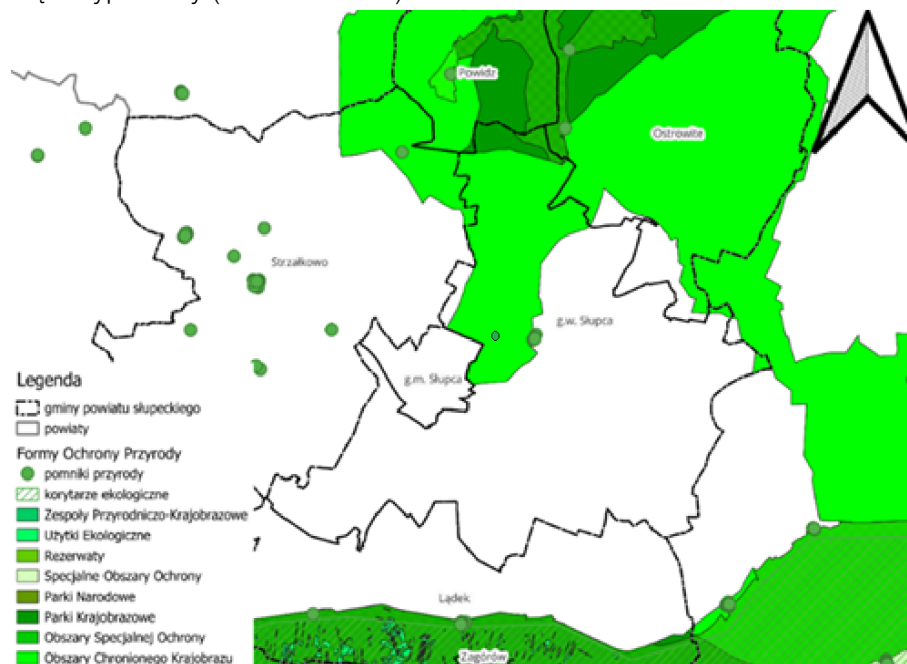 Powidz
Ostrowite
Strzałkowo
g.w. Słupca
g.m. Słupca
Legenda
gminy powiatu słupeckiego
powiaty
Formy Ochrony Przyrody
pomniki przyrody
korytarze ekologiczne
Zespoły Przyrodniczo-Krajobrazowe
Użytki Ekologiczne
Rezerwaty
Specjalne Obszary Ochrony
Parki Narodowe
Parki Krajobrazowe
Obszary Specjalnej Ochrony
Obszary Chronionego Krajobrazu
Lądek
Zagórów